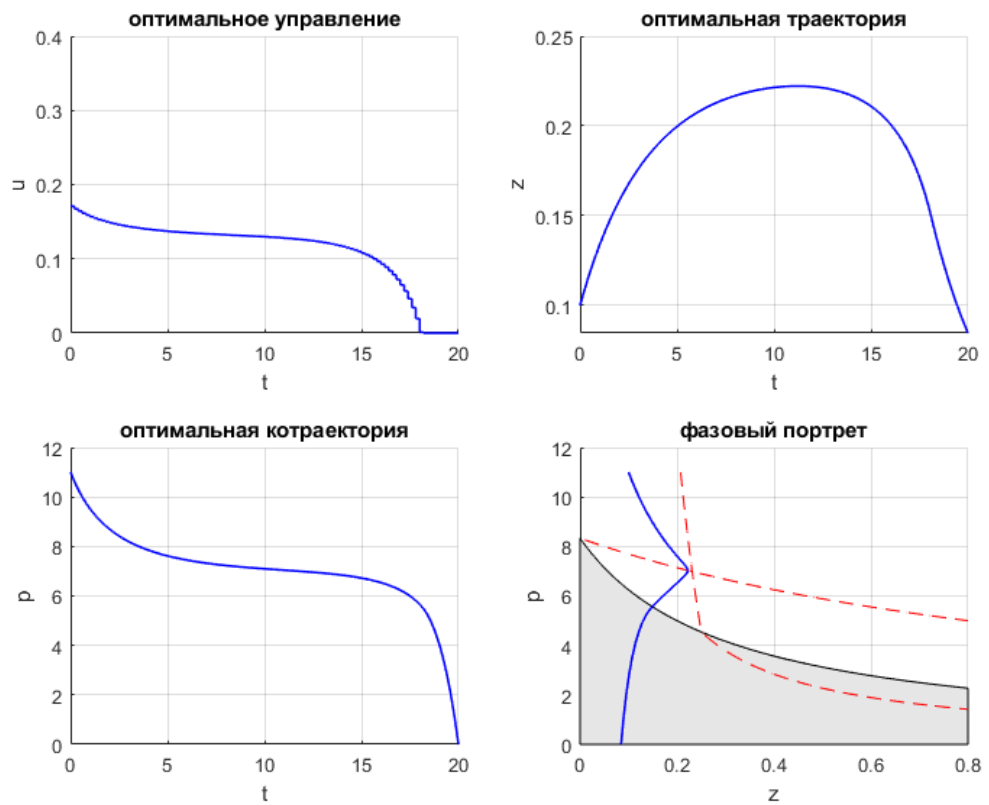 оптимальное управление
0.4
0.3
0.2
0.1
0
u
0 5 10 15 20
t
оптимальная траектория
0.25
0.2
0.15
0.1
z
0 5 10 15 20
t
оптимальная котраектория
12
10
8
6
4
2
0
p
0 5 10 15 20
t
фазовый портрет
12
10
8
6
4
2
0
p
0 0.2 0.4 0.6 0.8
z